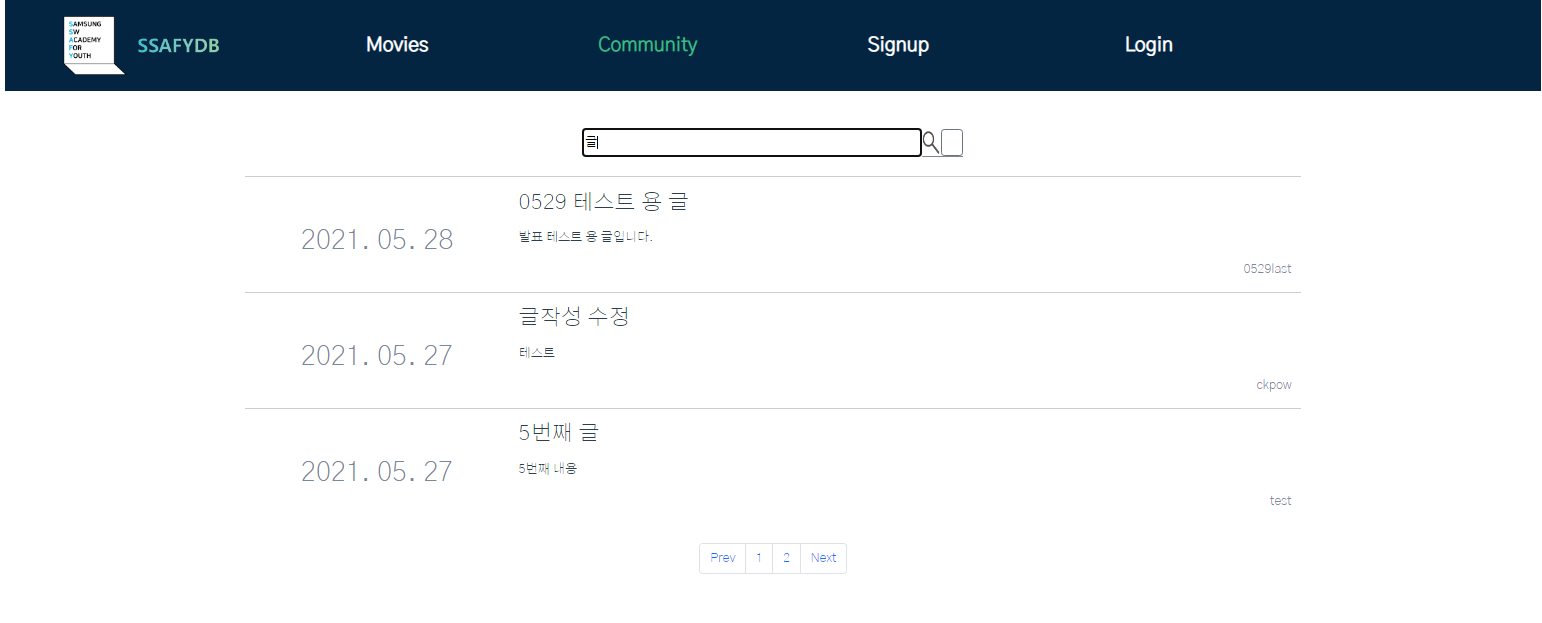 SAMSUNG
SW
ACADEMY
FOR
YOUTH
SSAFYDB
Movies
Community
Signup
Login
글
0529 테스트 용 글
2021. 05. 28
발표 테스트 용 글입니다.
0529last
글작성 수정
2021. 05. 27
테스트
ckpow
5번째 글
2021. 05. 27
5번째 내용
test
Prev 1 2 Next